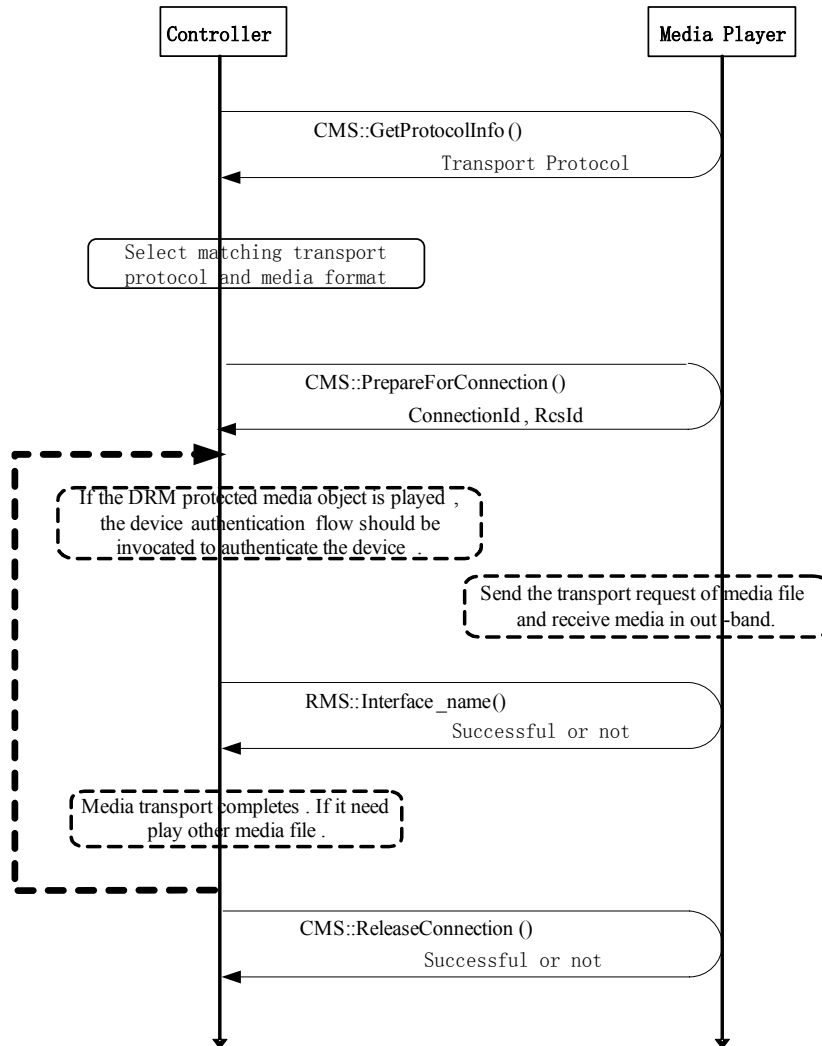 Controller
Media Player
CMS::GetProtocolInfo ()
Transport Protocol
Select matching transport
protocol and media format
CMS::PrepareForConnection ()
ConnectionId , RcsId
If the DRM protected media object is played ,
the device authentication flow should be
invocated to authenticate the device .
Send the transport request of media file
and receive media in out -band.
RMS::Interface _name()
Successful or not
Media transport completes . If it need
play other media file .
CMS::ReleaseConnection ()
Successful or not